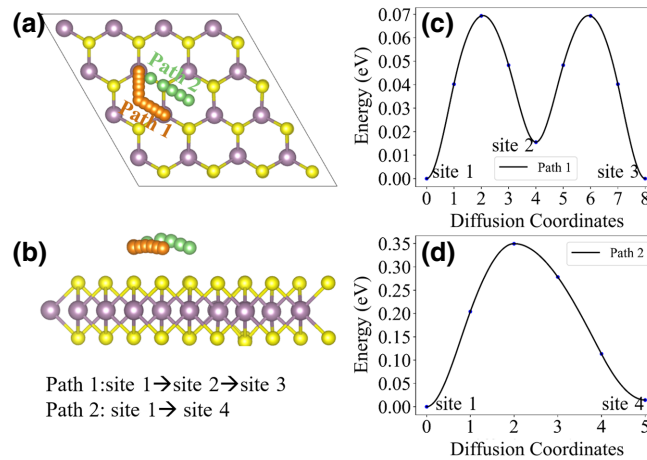 (a)
Path 2
Path 1
(b)
Path 1:site 1→site 2→site 3
Path 2: site 1→ site 4
(c)
Energy (eV)
0.07
0.06
0.05
0.04
0.03
0.02
0.01
0.00
site 1
site 2
site 3
Path 1
0 1 2 3 4 5 6 7 8
Diffusion Coordinates
(d)
Energy (eV)
0.35
0.30
0.25
0.20
0.15
0.10
0.05
0.00
Path 2
site 1
site 4
0 1 2 3 4 5
Diffusion Coordinates